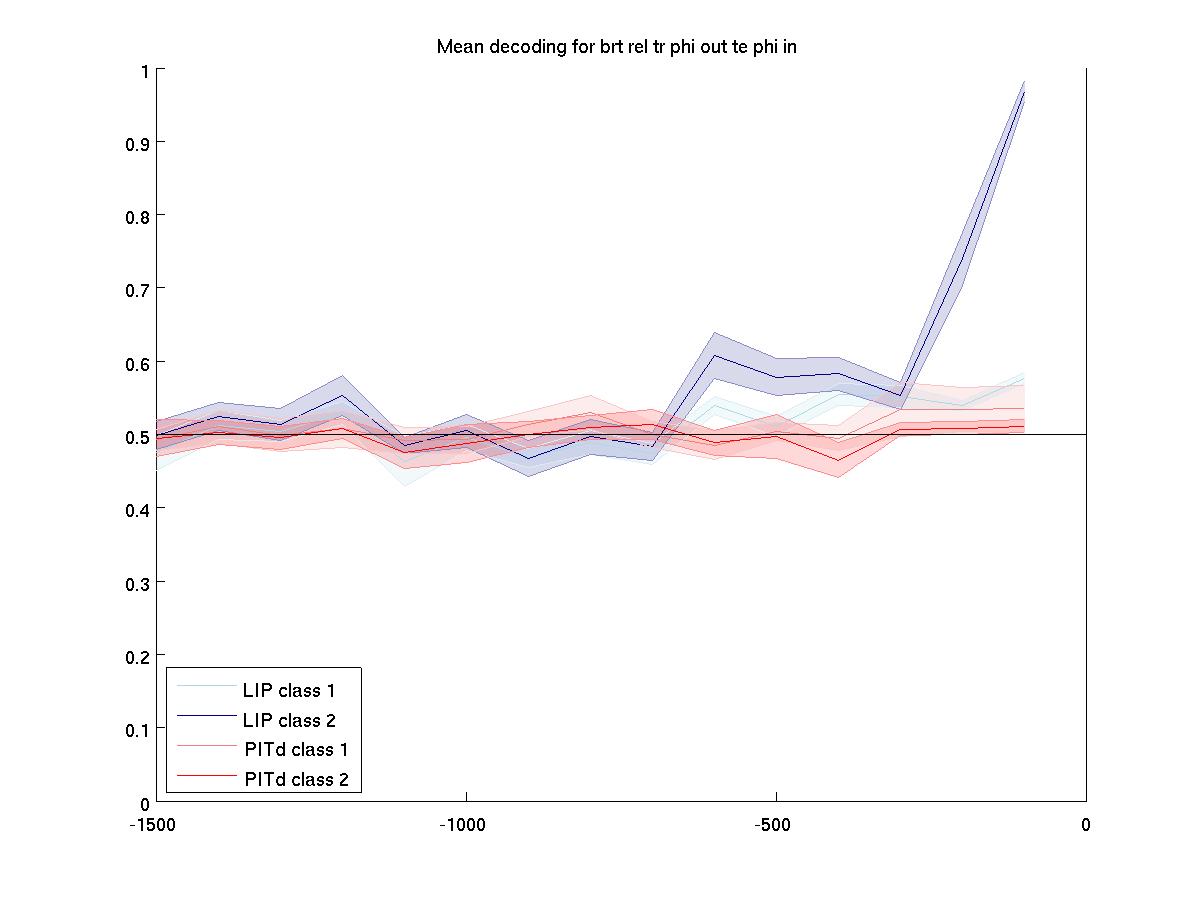 Mean decoding for brt rel tr phi out te phi in
1
0.9
0.8
0.7
0.6
0.5
0.4
0.3
0.2
0.1
0
LIP class 1
LIP class 2
PITd class 1
PITd class 2
-1500 -1000 -500 0